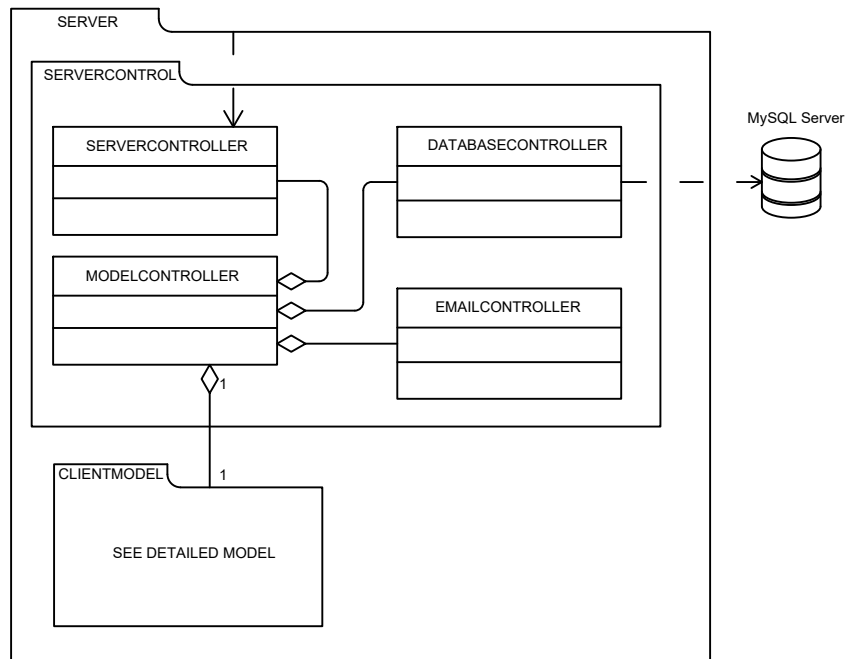 SERVER
SERVERCONTROL
SERVERCONTROLLER
DATABASECONTROLLER
MySQL Server
MODELCONTROLLER
EMAILCONTROLLER
1
1
CLIENTMODEL
SEE DETAILED MODEL